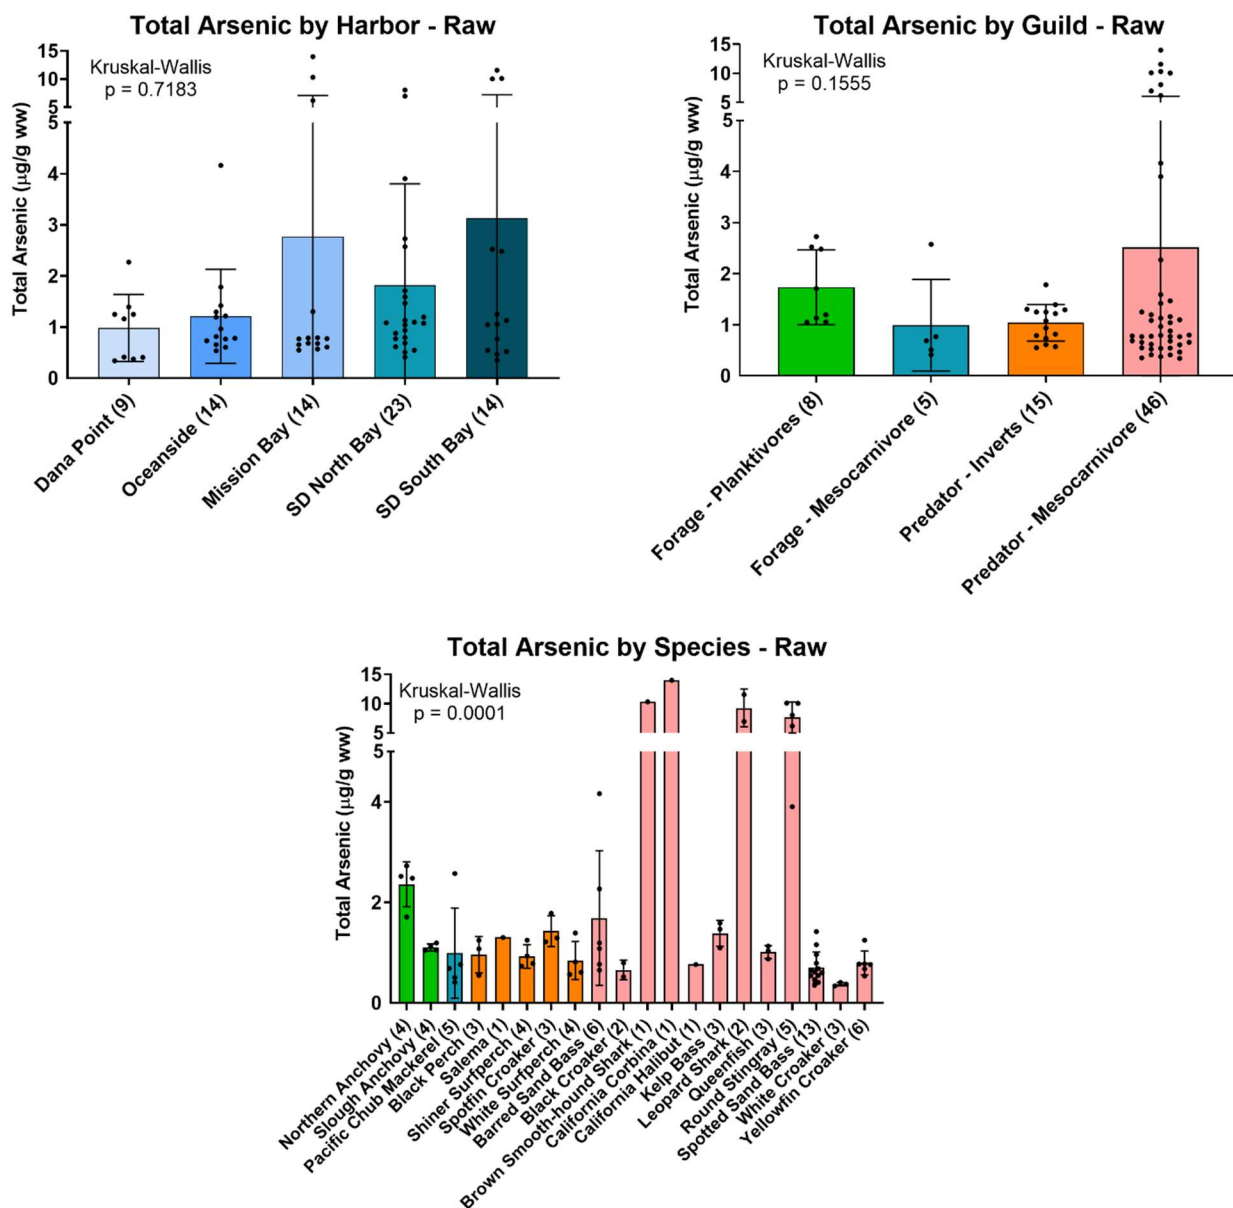 Total Arsenic by Harbor - Raw
Kruskal-Wallis
p = 0.7183
Total Arsenic (µg/g ww)
15
10
5
5
4
3
2
1
0
Dana Point (9)
Oceanside (14)
Mission Bay (14)
SD North Bay (23)
SD South Bay (14)
Total Arsenic by Guild - Raw
Kruskal-Wallis
p = 0.1555
Total Arsenic (µg/g ww)
15
10
5
5
4
3
2
1
0
Forage - Planktivores (8)
Forage - Mesocarnivore (5)
Predator - Inverts (15)
Predator - Mesocarnivore (46)
Total Arsenic by Species - Raw
Kruskal-Wallis
p = 0.0001
Total Arsenic (µg/g ww)
15
10
5
5
4
2
0
Northern Anchovy (4)
Slough Anchovy (4)
Pacific Chub Mackerel (5)
Black Perch (3)
Salema (1)
Shiner Surfperch (4)
Spotfin Croaker (3)
White Surfperch (4)
Barred Sand Bass (6)
Black Croaker (2)
Brown Smooth-hound Shark (1)
California Corbina (1)
California Halibut (1)
Kelp Bass (3)
Leopard Shark (2)
Queenfish (3)
Round Stingray (5)
Spotted Sand Bass (13)
White Croaker (3)
Yellowfin Croaker (6)